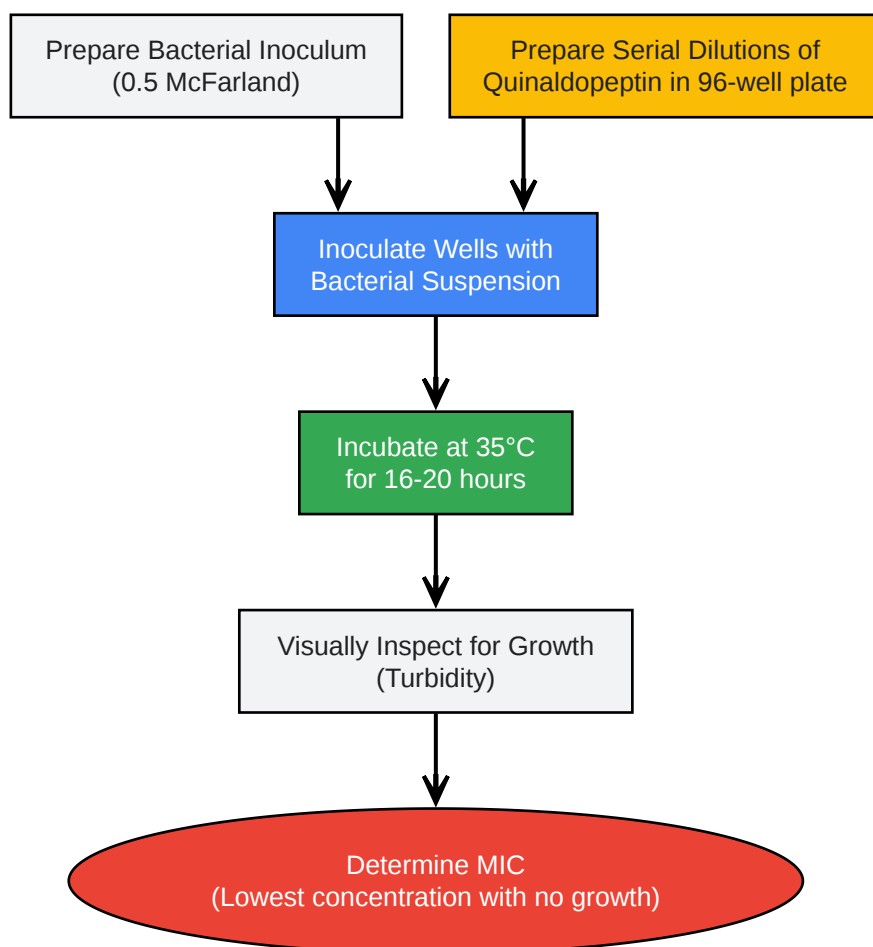 Prepare Bacterial Inoculum
(0.5 McFarland)
Prepare Serial Dilutions of
Quinaldopeptin in 96-well plate
Inoculate Wells with
Bacterial Suspension
Incubate at 35°C
for 16-20 hours
Visually Inspect for Growth
(Turbidity)
Determine MIC
(Lowest concentration with no growth)